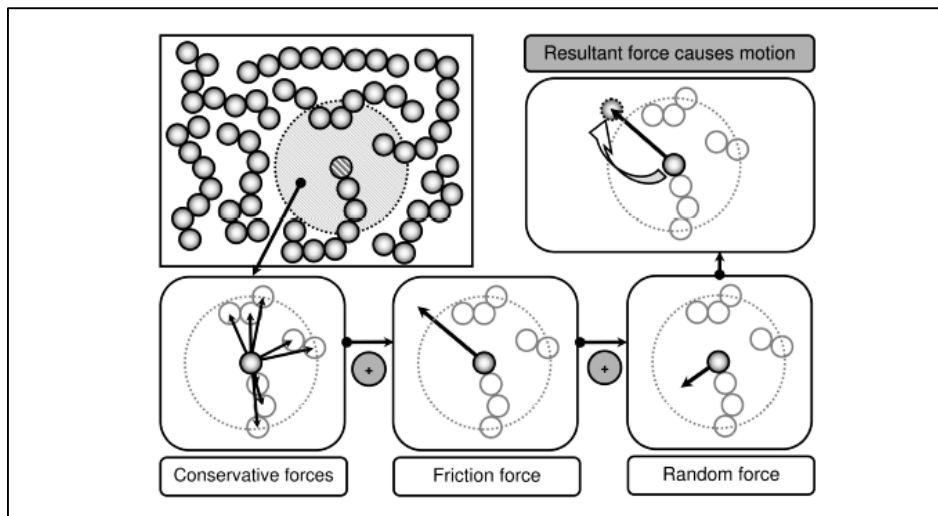 Resultant force causes motion
+
+
Conservative forces
Friction force
Random force